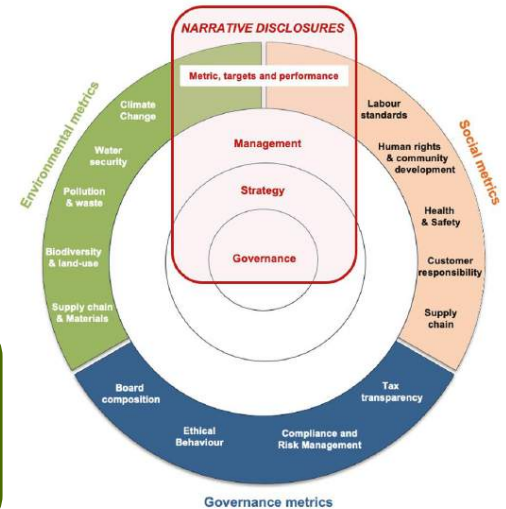 NARRATIVE DISCLOSURES
Metric, targets and performance
Management
Strategy
Governance
Environmental metrics
Climate
Change
Water
security
Pollution
& waste
Biodiversity
& land-use
Supply chain
& Materials
Social metrics
Labour
standards
Human rights
& community
development
Health
& Safety
Customer
responsibility
Supply
chain
Board
composition
Ethical
Behaviour
Compliance and
Risk Management
Tax
transparency
Governance metrics